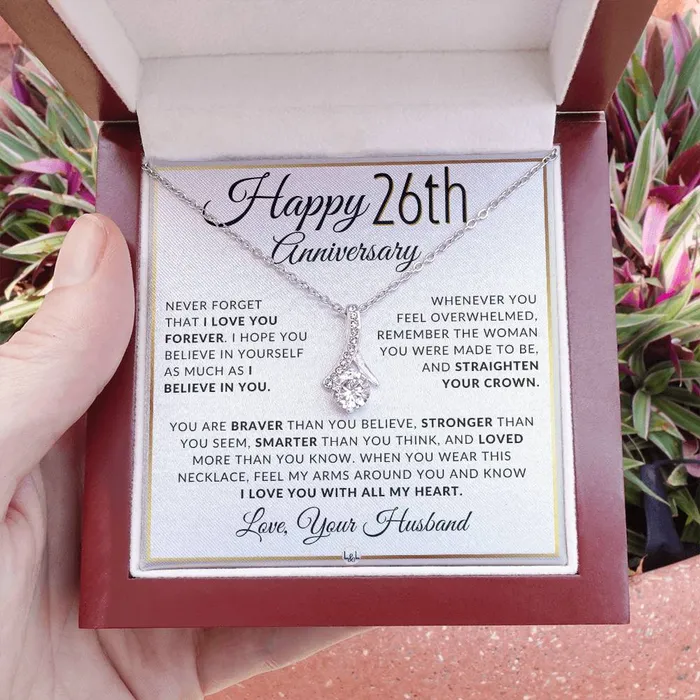 Happy 26th
Anniversary
NEVER FORGET
THAT I LOVE YOU
FOREVER. I HOPE YOU
BELIEVE IN YOURSELF
AS MUCH AS I
BELIEVE IN YOU.
WHENEVER YOU
FEEL OVERWHELMED,
REMEMBER THE WOMAN
YOU WERE MADE TO BE,
AND STRAIGHTEN
YOUR CROWN.
YOU ARE BRAVER THAN YOU BELIEVE, STRONGER THAN
YOU SEEM, SMARTER THAN YOU THINK, AND LOVED
MORE THAN YOU KNOW. WHEN YOU WEAR THIS
NECKLACE, FEEL MY ARMS AROUND YOU AND KNOW
I LOVE YOU WITH ALL MY HEART.
Love, Your Husband